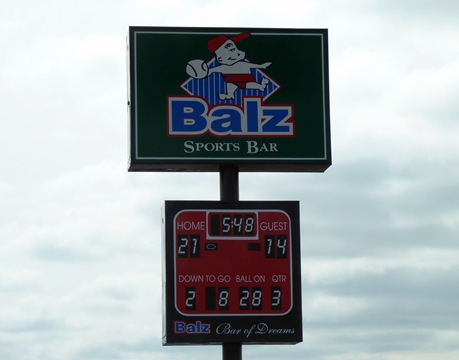 Balz
SPORTS BAR
5:48
HOME GUEST
21 14
DOWN TO GO BALL ON QTR
2 8 28 3
Balz Bar of Dreams